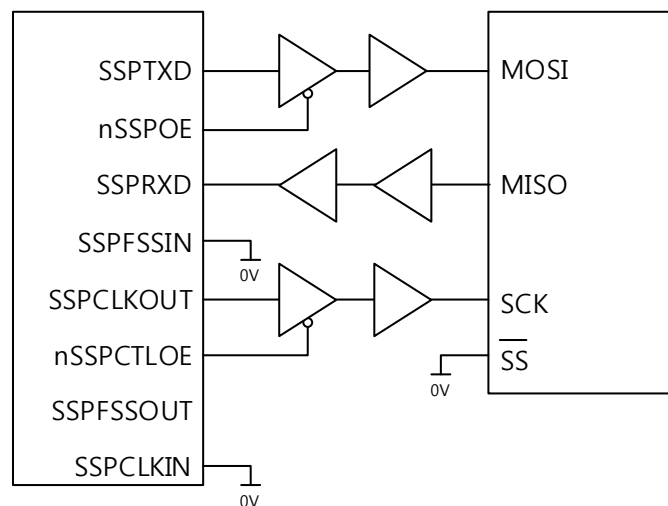 SSPTXD
MOSI
nSSPOE
SSPRXD
MISO
SSPFSSIN
0V
SSPCLKOUT
SCK
nSSPCTLOE
SS
0V
SSPFSSOUT
SSPCLKIN
0V